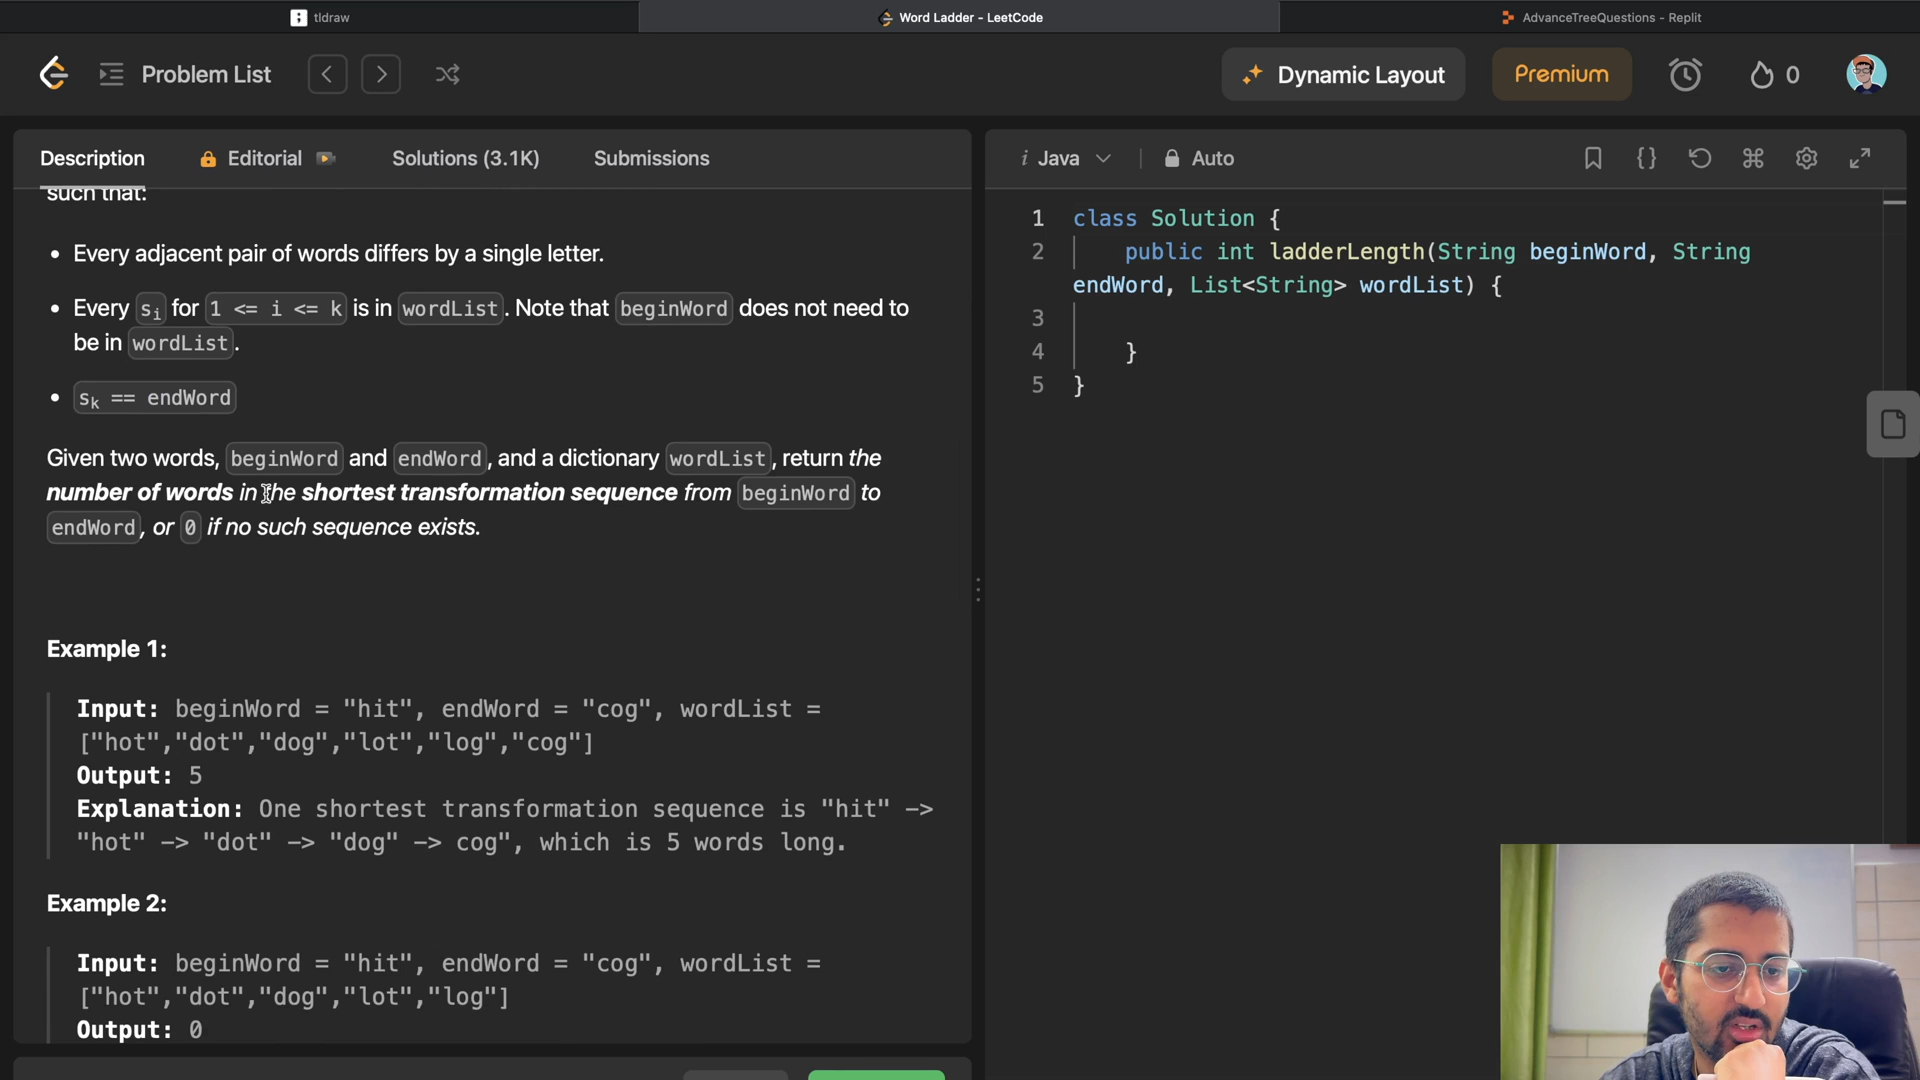 tldraw
Word Ladder - LeetCode
AdvanceTreeQuestions - Replit
Problem List
Dynamic Layout
Premium
0
Description
Editorial
Solutions (3.1K)
Submissions
such that:
• Every adjacent pair of words differs by a single letter.
• Every si for 1 <= i <= k is in wordList. Note that beginWord does not need to
be in wordList.
• sk == endWord
Given two words, beginWord and endWord, and a dictionary wordList, return the
number of words in the shortest transformation sequence from beginWord to
endWord, or 0 if no such sequence exists.
Example 1:
Input: beginWord = "hit", endWord = "cog", wordList =
["hot","dot","dog","lot","log","cog"]
Output: 5
Explanation: One shortest transformation sequence is "hit" ->
"hot" -> "dot" -> "dog" -> cog", which is 5 words long.
Example 2:
Input: beginWord = "hit", endWord = "cog", wordList =
["hot","dot","dog","lot","log"]
Output: 0
i Java
Auto
{}
1 class Solution {
2 public int ladderLength(String beginWord, String
endWord, List<String> wordList) {
3
4 }
5 }